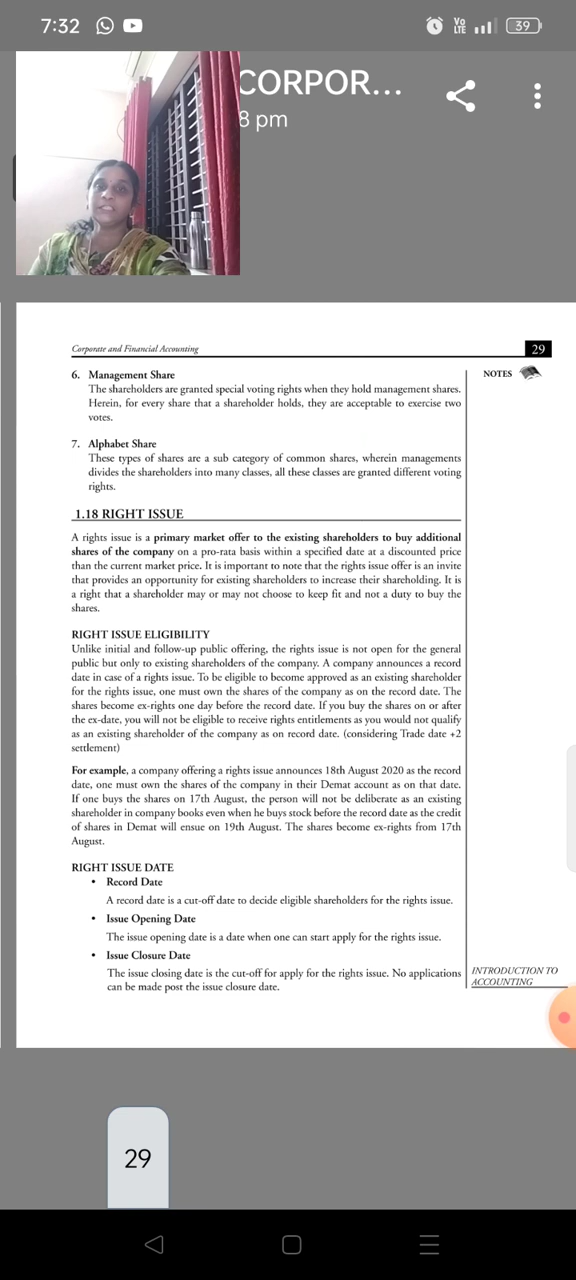 7:32
Vo
LTE
39
CORPOR...
8 pm
Corporate and Financial Accounting
29
6. Management Share
The shareholders are granted special voting rights when they hold management shares.
Herein, for every share that a shareholder holds, they are acceptable to exercise two
votes.
NOTES
7. Alphabet Share
These types of shares are a sub category of common shares, wherein managements
divides the shareholders into many classes, all these classes are granted different voting
rights.
1.18 RIGHT ISSUE
A rights issue is a primary market offer to the existing shareholders to buy additional
shares of the company on a pro-rata basis within a specified date at a discounted price
than the current market price. It is important to note that the rights issue offer is an invite
that provides an opportunity for existing shareholders to increase their shareholding. It is
a right that a shareholder may or may not choose to keep fit and not a duty to buy the
shares.
RIGHT ISSUE ELIGIBILITY
Unlike initial and follow-up public offering, the rights issue is not open for the general
public but only to existing shareholders of the company. A company announces a record
date in case of a rights issue. To be eligible to become approved as an existing shareholder
for the rights issue, one must own the shares of the company as on the record date. The
shares become ex-rights one day before the record date. If you buy the shares on or after
the ex-date, you will not be eligible to receive rights entitlements as you would not qualify
as an existing shareholder of the company as on record date. (considering Trade date +2
settlement)
For example, a company offering a rights issue announces 18th August 2020 as the record
date, one must own the shares of the company in their Demat account as on that date.
If one buys the shares on 17th August, the person will not be deliberate as an existing
shareholder in company books even when he buys stock before the record date as the credit
of shares in Demat will ensue on 19th August. The shares become ex-rights from 17th
August.
RIGHT ISSUE DATE
• Record Date
A record date is a cut-off date to decide eligible shareholders for the rights issue.
• Issue Opening Date
The issue opening date is a date when one can start apply for the rights issue.
• Issue Closure Date
The issue closing date is the cut-off for apply for the rights issue. No applications
can be made post the issue closure date.
INTRODUCTION TO
ACCOUNTING
29